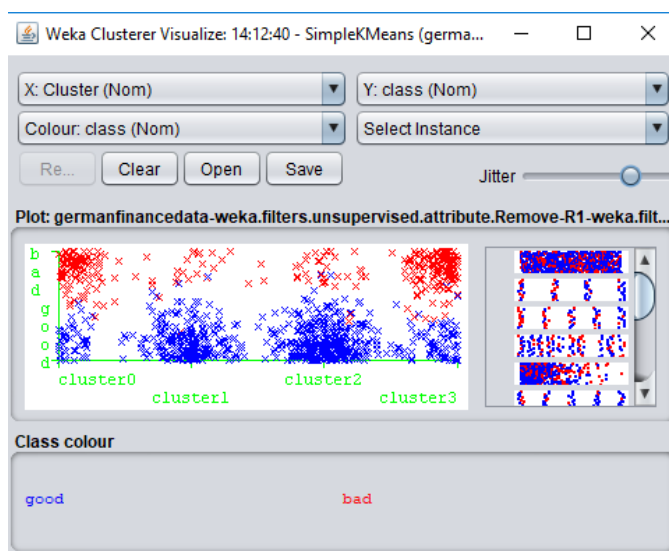 Weka Clusterer Visualize: 14:12:40 - SimpleKMeans (germa...
X: Cluster (Nom)
Y: class (Nom)
Colour: class (Nom)
Select Instance
Re...
Clear
Open
Save
Jitter
Plot: germanfinancedata-weka.filters.unsupervised.attribute.Remove-R1-weka.filt...
bad
good
cluster0
cluster2
cluster1
cluster3
Class colour
good
bad